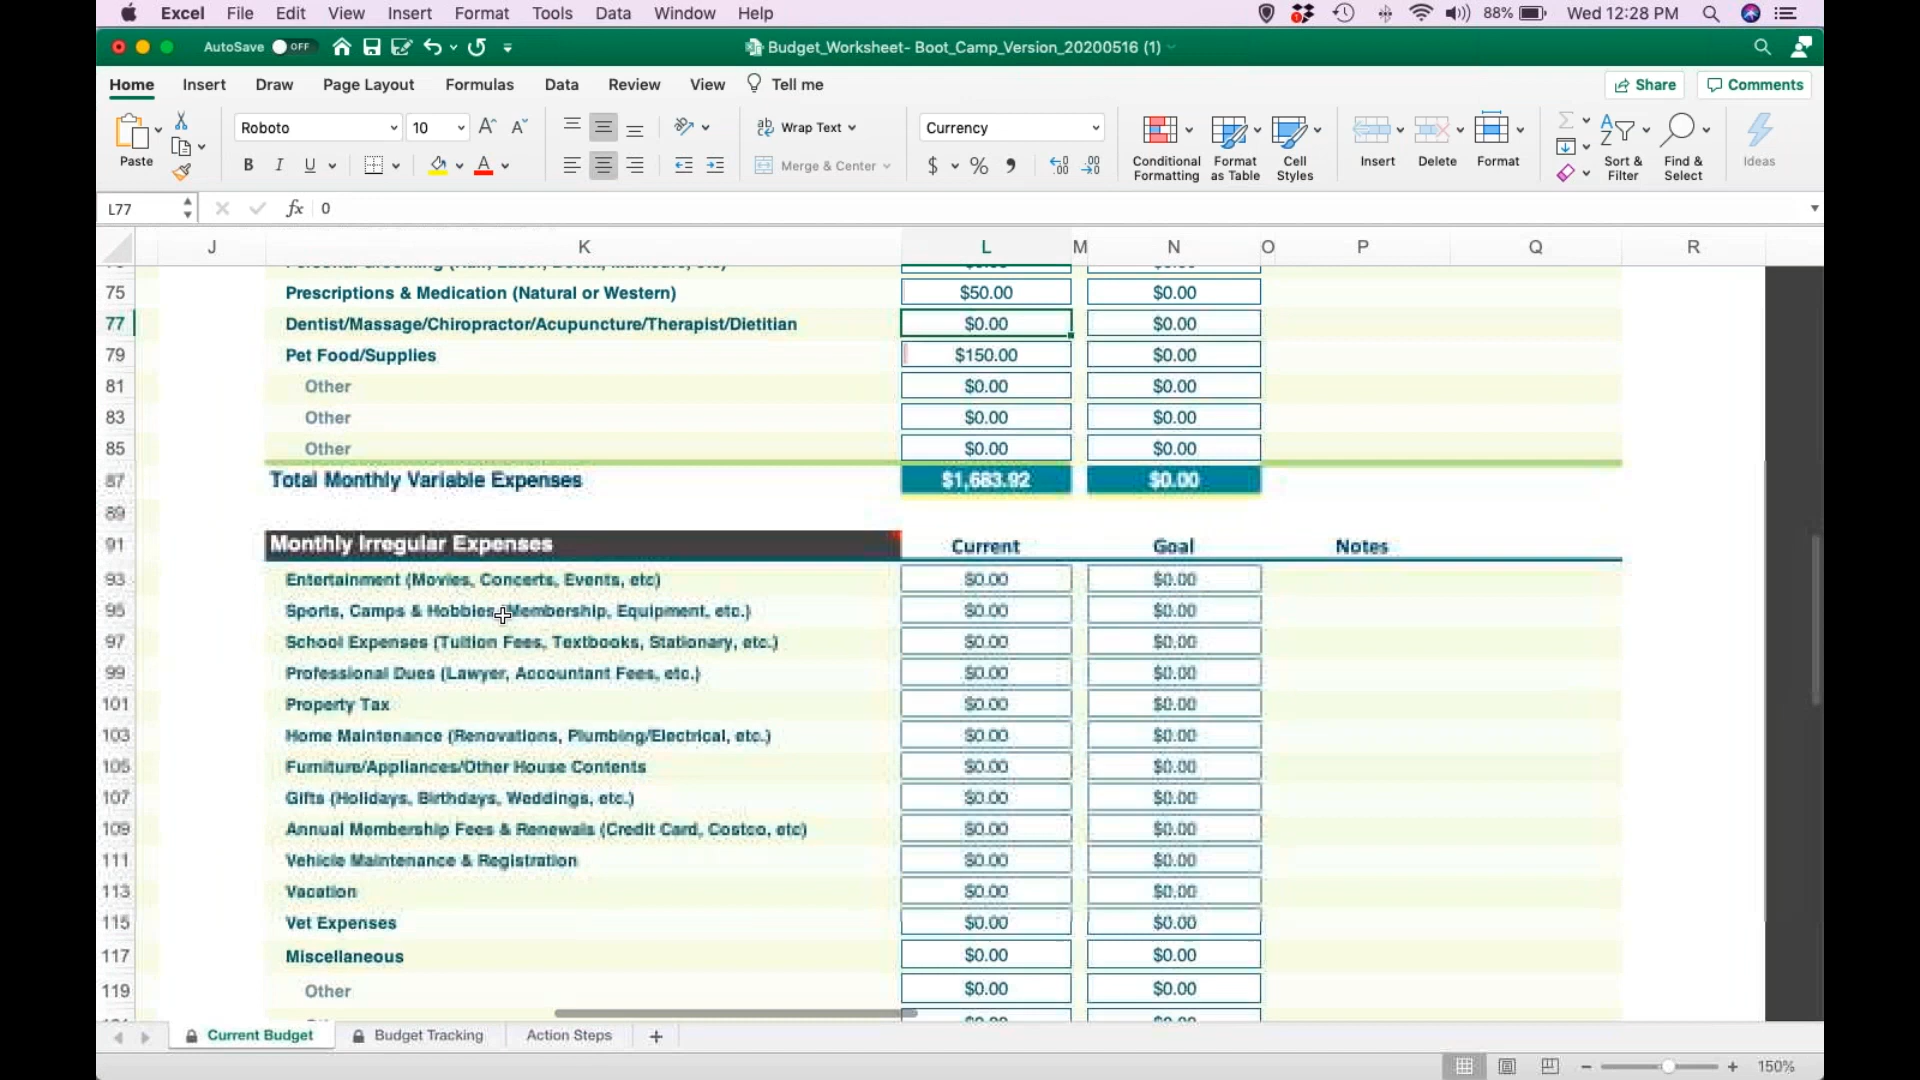 Excel File Edit View Insert Format Tools Data Window Help 88% Wed 12:28 PM
AutoSave OFF Budget_Worksheet- Boot_Camp_Version_20200516 (1)
Home Insert Draw Page Layout Formulas Data Review View Tell me Share Comments
Paste Roboto 10 A A ab Wrap Text Currency Conditional Formatting Format as Table Cell Styles Insert Delete Format Sort & Filter Find & Select Ideas
B I U A Merge & Center $ %
L77 fx 0
J K L M N O P Q R
75 Prescriptions & Medication (Natural or Western) $50.00 $0.00
77 Dentist/Massage/Chiropractor/Acupuncture/Therapist/Dietitian $0.00 $0.00
79 Pet Food/Supplies $150.00 $0.00
81 Other $0.00 $0.00
83 Other $0.00 $0.00
85 Other $0.00 $0.00
87 Total Monthly Variable Expenses $1,683.92 $0.00
89
91 Monthly Irregular Expenses Current Goal Notes
93 Entertainment (Movies, Concerts, Events, etc) $0.00 $0.00
95 Sports, Camps & Hobbies (Membership, Equipment, etc.) $0.00 $0.00
97 School Expenses (Tuition Fees, Textbooks, Stationary, etc.) $0.00 $0.00
99 Professional Dues (Lawyer, Accountant Fees, etc.) $0.00 $0.00
101 Property Tax $0.00 $0.00
103 Home Maintenance (Renovations, Plumbing/Electrical, etc.) $0.00 $0.00
105 Furniture/Appliances/Other House Contents $0.00 $0.00
107 Gifts (Holidays, Birthdays, Weddings, etc.) $0.00 $0.00
109 Annual Membership Fees & Renewals (Credit Card, Costco, etc) $0.00 $0.00
111 Vehicle Maintenance & Registration $0.00 $0.00
113 Vacation $0.00 $0.00
115 Vet Expenses $0.00 $0.00
117 Miscellaneous $0.00 $0.00
119 Other $0.00 $0.00
Current Budget Budget Tracking Action Steps +
150%